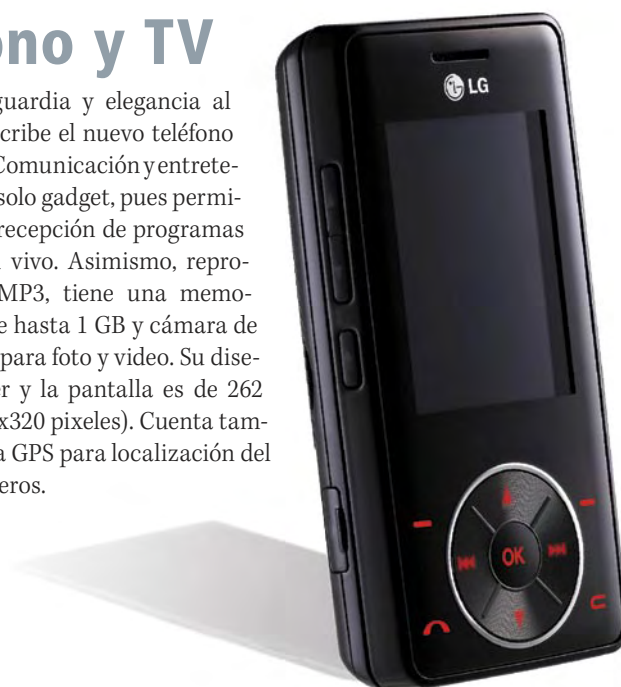 ono y TV
guardia y elegancia al
cribe el nuevo teléfono
Comunicación y entrete-
solo gadget, pues permi-
recepción de programas
vivo. Asimismo, repro-
MP3, tiene una memo-
e hasta 1 GB y cámara de
para foto y video. Su dise-
er y la pantalla es de 262
x320 pixeles). Cuenta tam-
a GPS para localización del
eros.
LG
OK